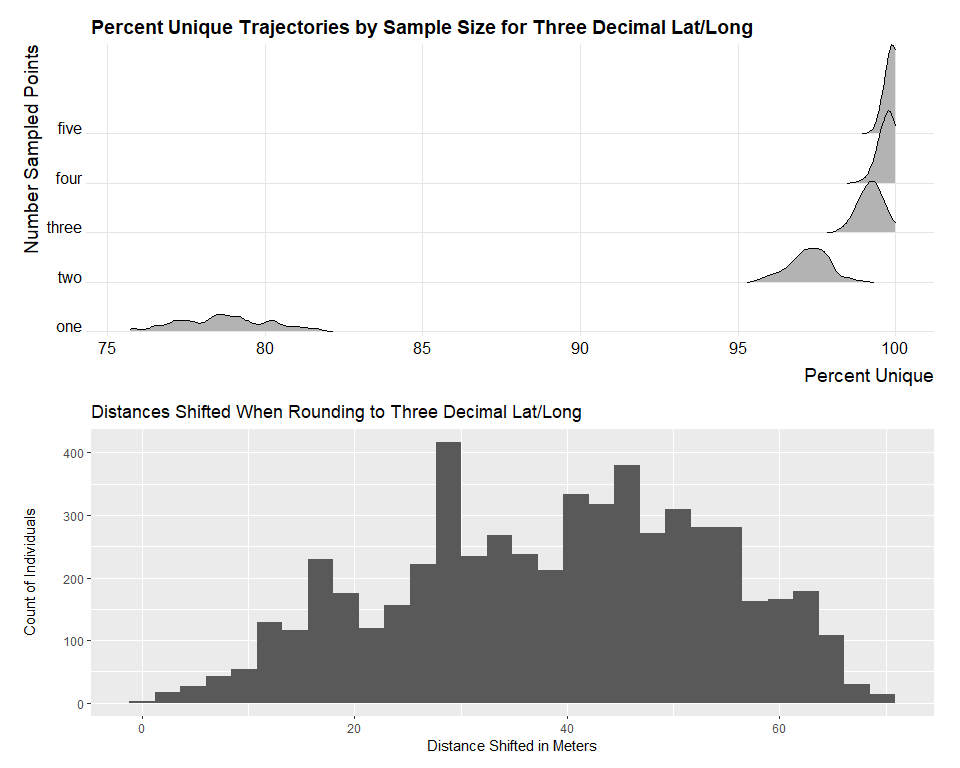 Percent Unique Trajectories by Sample Size for Three Decimal Lat/Long
Number Sampled Points
five
four
three
two
one
75 80 85 90 95 100
Percent Unique
Distances Shifted When Rounding to Three Decimal Lat/Long
Count of Individuals
400
300
200
100
0
0 20 40 60
Distance Shifted in Meters